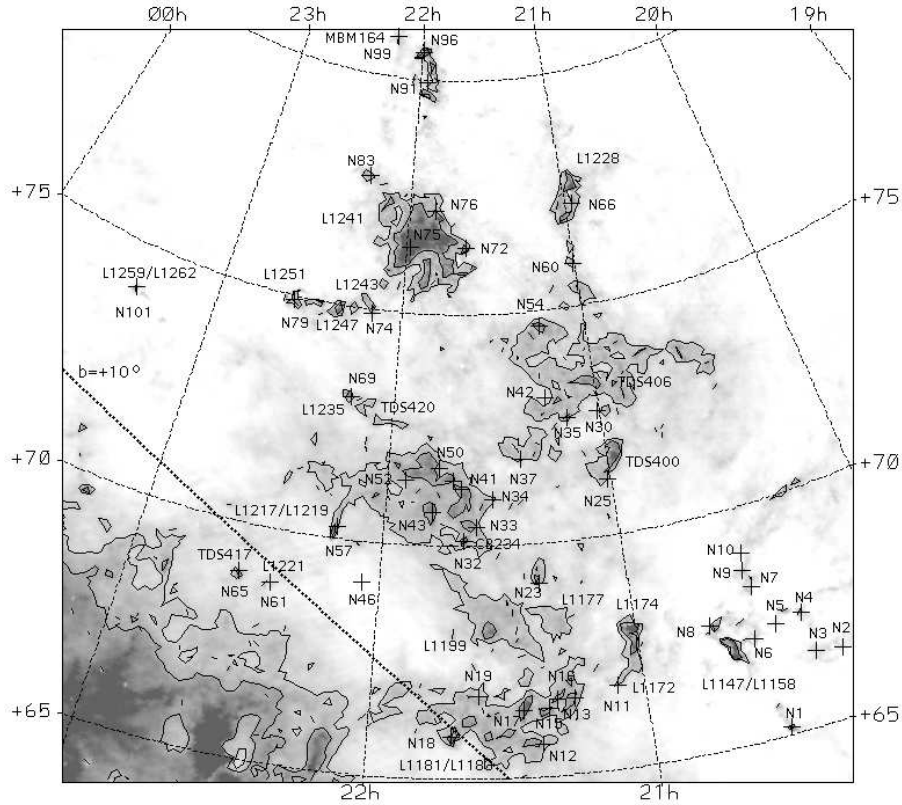 00h 23h 22h 21h 20h 19h
MBM164 N96
N99
N91
N83 L1228
+75 +75
L1241 N76 N66
N75 N72
L1259/L1262 L1251 L1243 N60
N101 N79 L1247 N74 N54
b=+10°
N69 N42 TDS406
L1235 TDS420
N35 N30
+70 N50 N37 TDS400 +70
N52 N41
N25
L1217/L1219 N34
N43 N33
N57 CB234
N32
TDS417 L1221
N65 N61 N46 N23
N10
N9 N7
L1177 L1174 N5 N4
L1199 N8 N3 N2
N6
N19 N16 L1172 L1147/L1158
N11
+65 N17 N15 N13 N1 +65
N18 N12
L1181/L1180
22h 21h